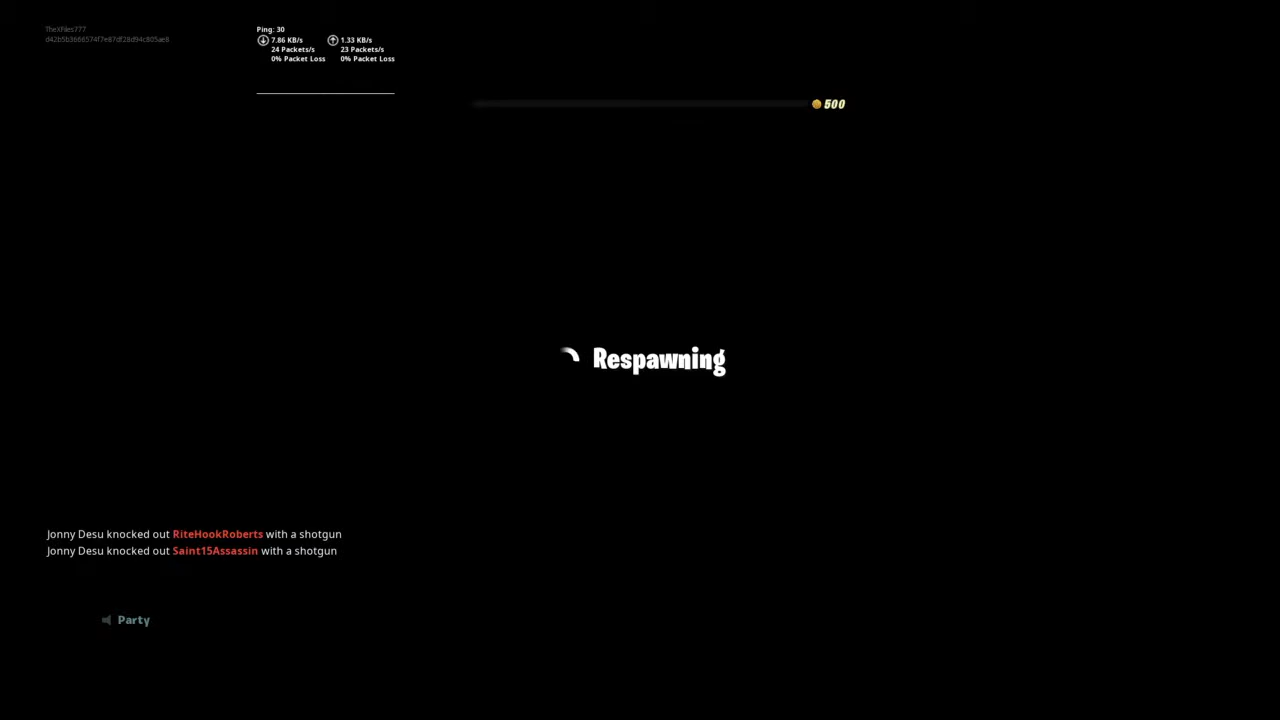 TheXFiles777
Ping: 30
7.86 KB/s
1.33 KB/s
24 Packets/s
23 Packets/s
0% Packet Loss
0% Packet Loss
500
Respawning
Jonny Desu knocked out RiteHookRoberts with a shotgun
Jonny Desu knocked out Saint15Assassin with a shotgun
Party